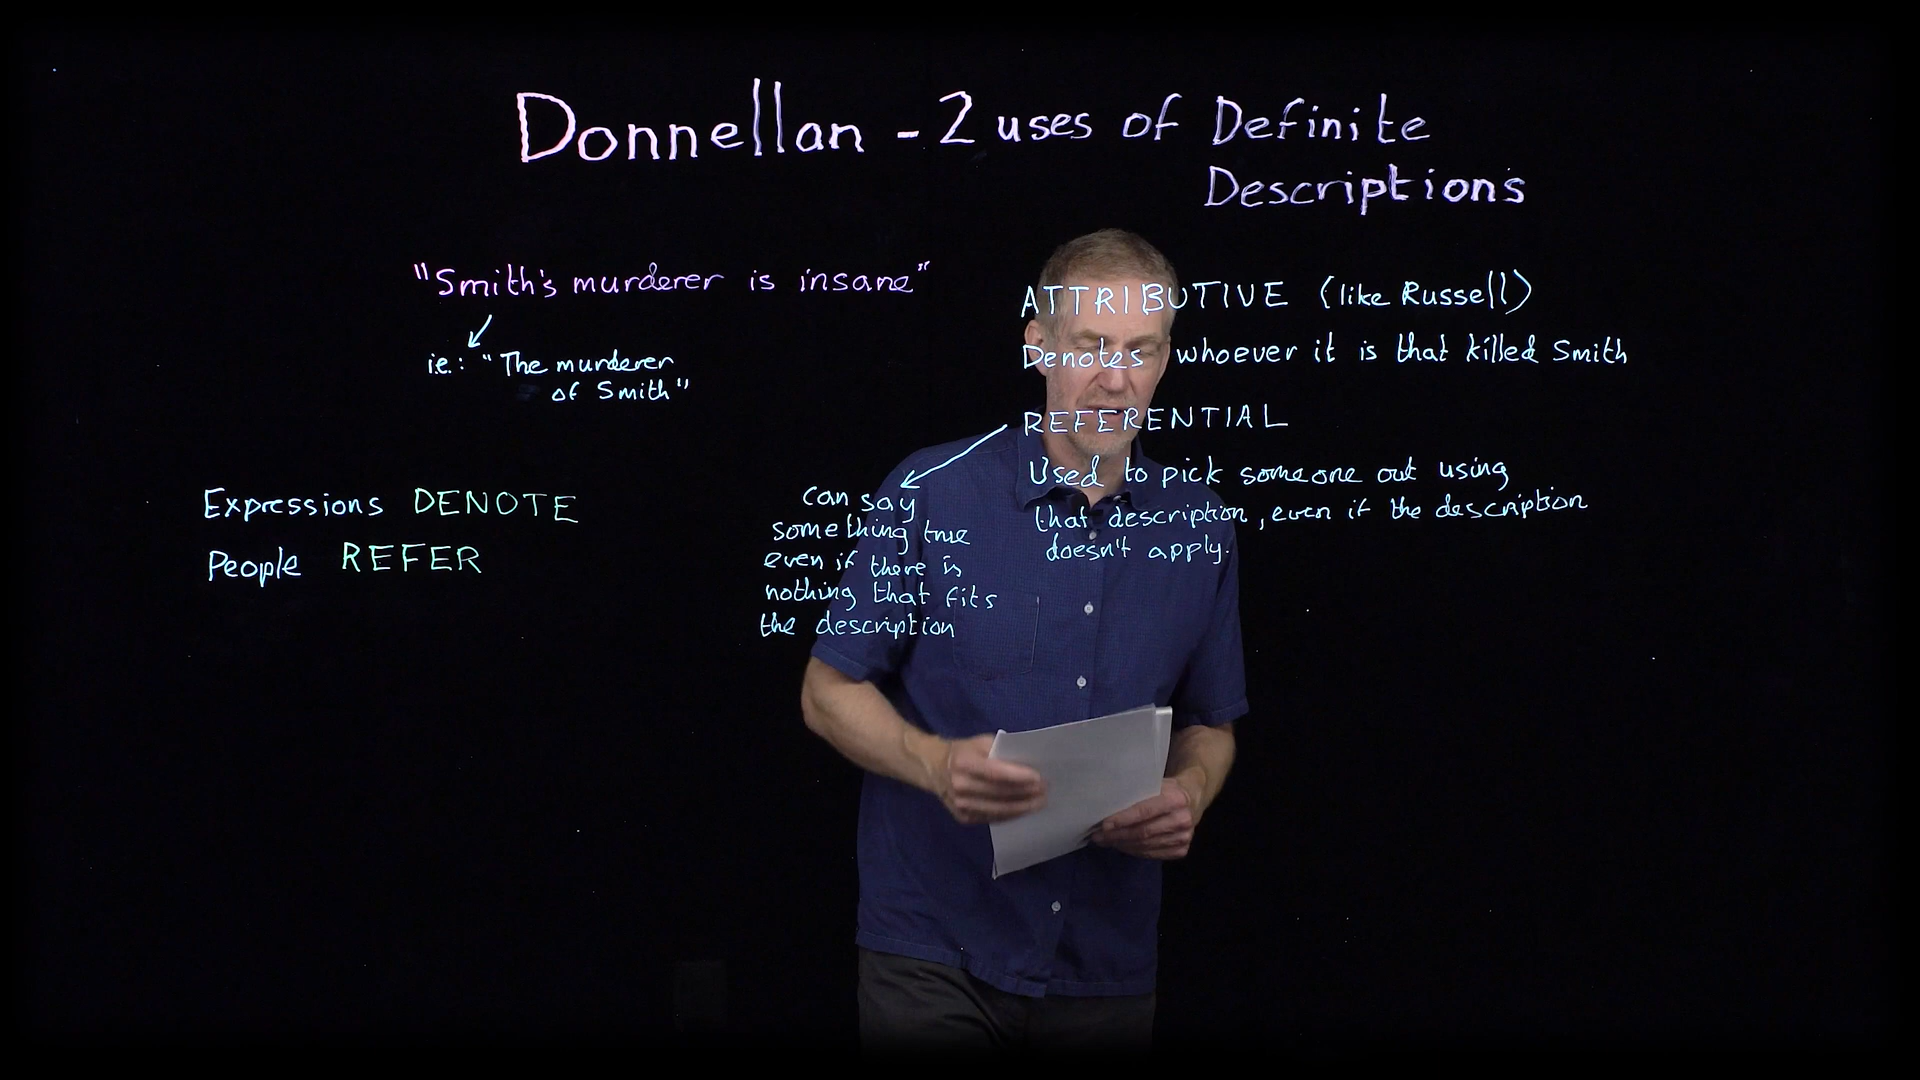 Donnellan - 2 uses of Definite
Descriptions
"Smith's murderer is insane"
i.e.: "The murderer
of Smith"
Expressions DENOTE
People REFER
ATTRIBUTIVE (like Russell)
Denotes whoever it is that killed Smith
REFERENTIAL
Used to pick someone out using
that description, even if the description
doesn't apply.
can say
something true
even if there is
nothing that fits
the description